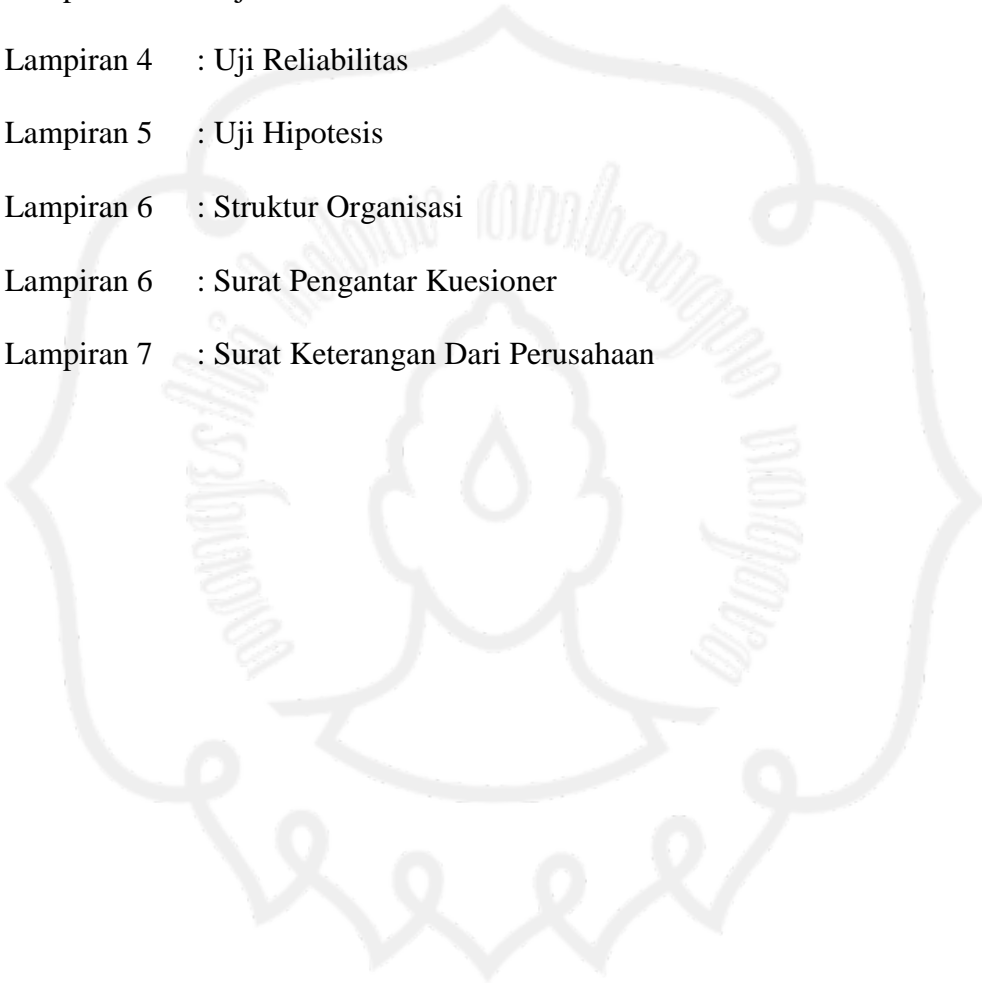 Lampiran 4 : Uji Reliabilitas
Lampiran 5 : Uji Hipotesis
Lampiran 6 : Struktur Organisasi
Lampiran 6 : Surat Pengantar Kuesioner
Lampiran 7 : Surat Keterangan Dari Perusahaan